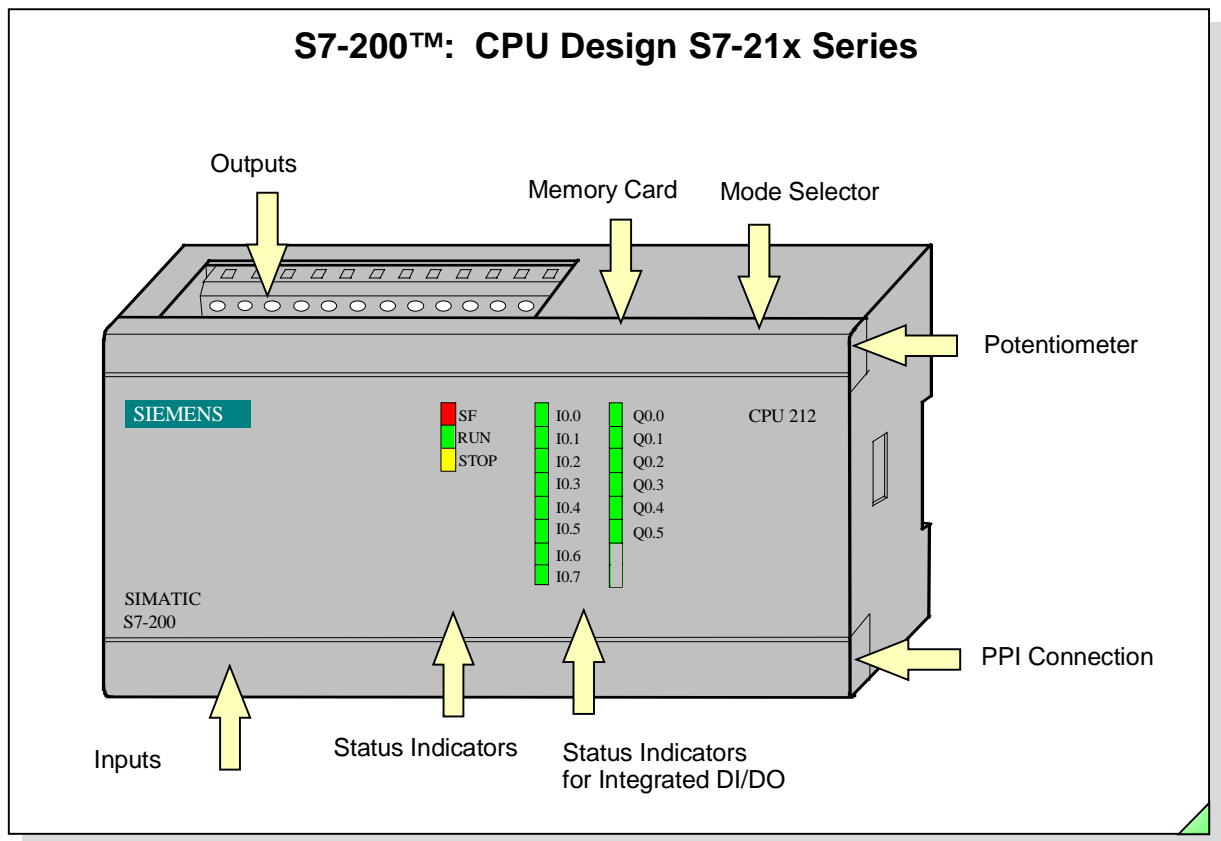 S7-200™: CPU Design S7-21x Series
Outputs
Memory Card
Mode Selector
Potentiometer
SIEMENS
SF
RUN
STOP
I0.0
I0.1
I0.2
I0.3
I0.4
I0.5
I0.6
I0.7
Q0.0
Q0.1
Q0.2
Q0.3
Q0.4
Q0.5
CPU 212
SIMATIC
S7-200
PPI Connection
Inputs
Status Indicators
Status Indicators
for Integrated DI/DO